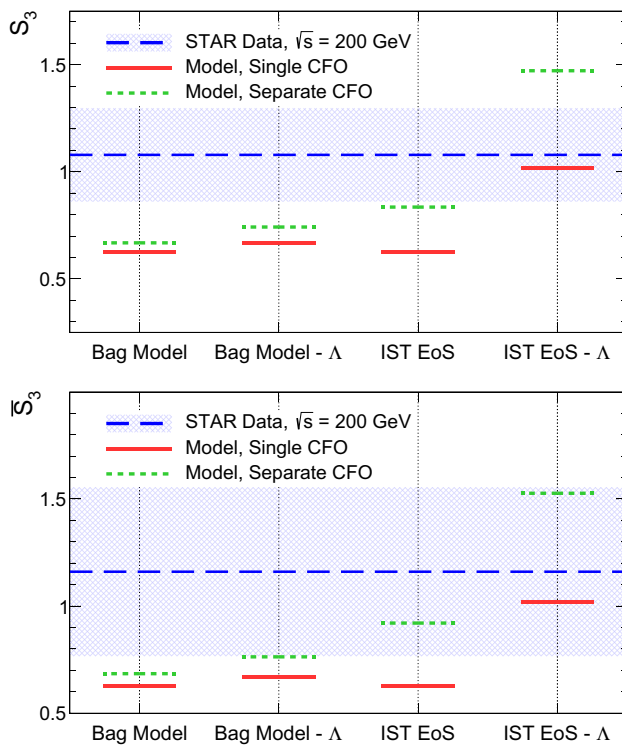 S₃
STAR Data, √s = 200 GeV
Model, Single CFO
Model, Separate CFO
1.5
1
0.5
Bag Model Bag Model - Λ IST EoS IST EoS - Λ
S̅₃
STAR Data, √s = 200 GeV
Model, Single CFO
Model, Separate CFO
1.5
1
0.5
Bag Model Bag Model - Λ IST EoS IST EoS - Λ